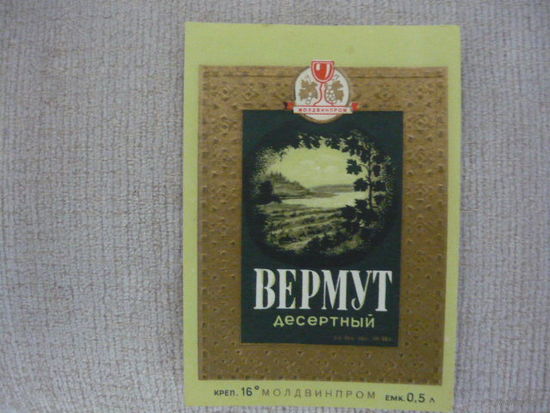 МОЛДВИНПРОМ
ВЕРМУТ
десертный
КРЕП. 16° МОЛДВИНПРОМ ЕМК. 0,5 Л